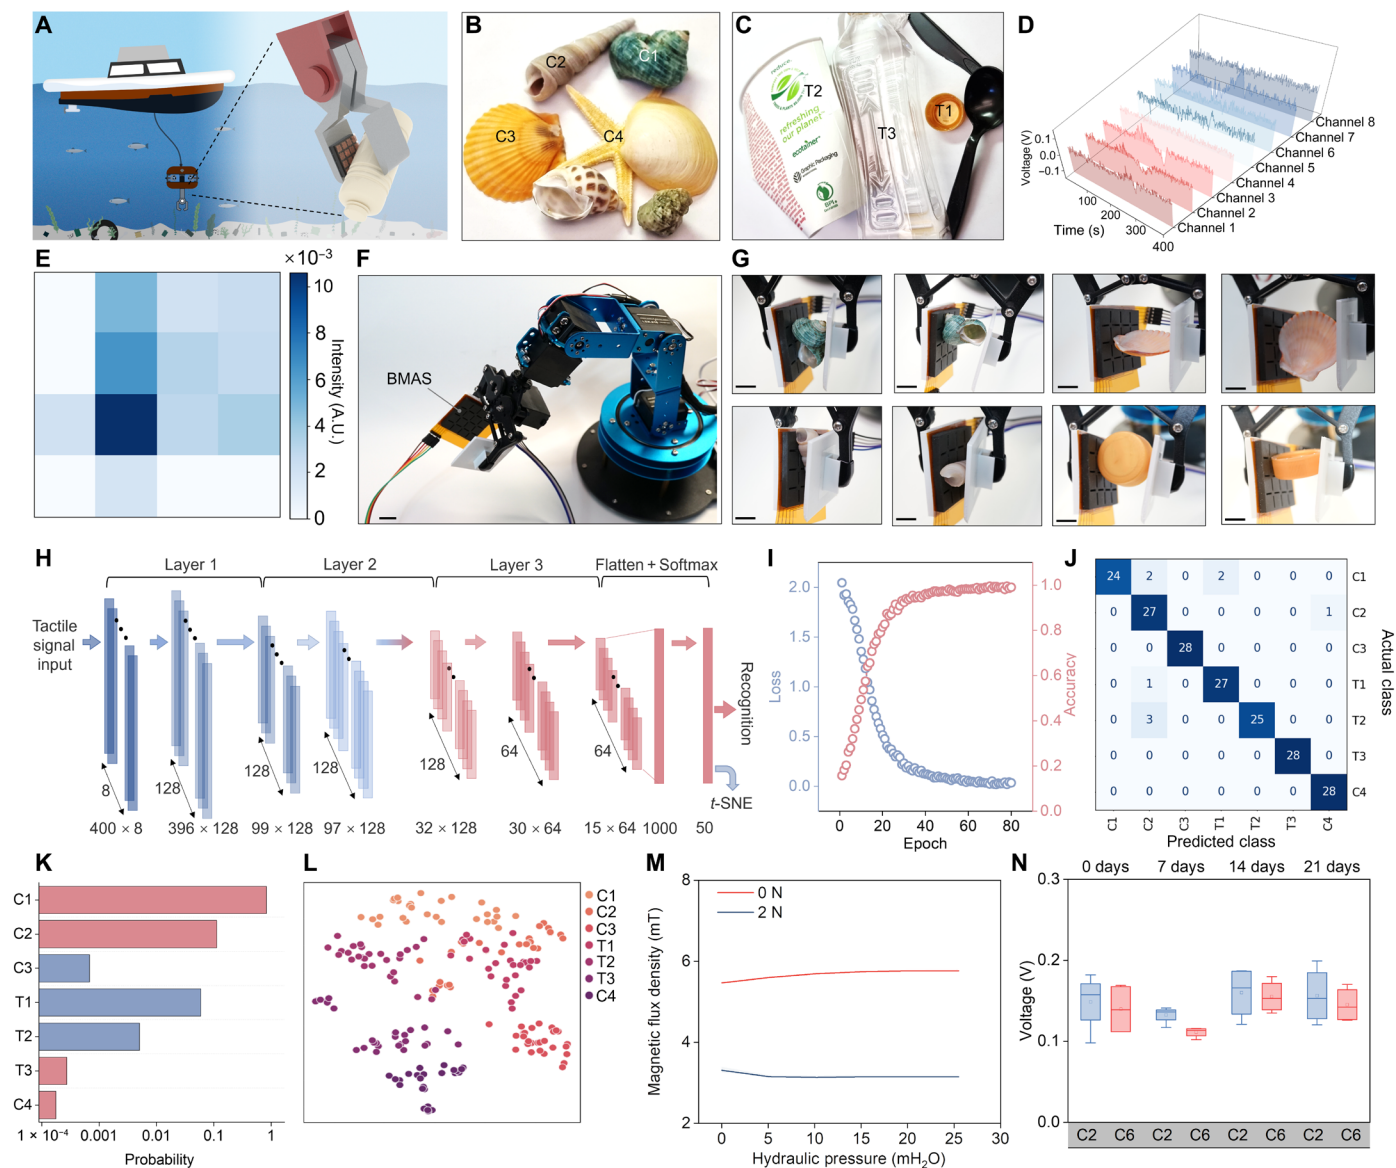 A
B
C2
C1
C3
C4
C
reduce.
T2
refreshing
our planet
ecotainer
Graphic Packaging
BPI
T3
T1
D
Voltage (V)
0.1
0.0
−0.1
Time (s)
100
200
300
400
Channel 8
Channel 7
Channel 6
Channel 5
Channel 4
Channel 3
Channel 2
Channel 1
E
×10⁻³
10
8
6
4
2
0
Intensity (A.U.)
F
BMAS
G
H
Layer 1
Layer 2
Layer 3
Flatten + Softmax
Tactile
signal
input
8
128
128
128
128
64
64
400 × 8
396 × 128
99 × 128
97 × 128
32 × 128
30 × 64
15 × 64
1000
50
Recognition
t-SNE
I
Loss
2.0
1.5
1.0
0.5
0.0
Accuracy
1.0
0.8
0.6
0.4
0.2
0.0
0
20
40
60
80
Epoch
J
24 2 0 2 0 0 0 C1
0 27 0 0 0 0 1 C2
0 0 28 0 0 0 0 C3
0 1 0 27 0 0 0 T1
0 3 0 0 25 0 0 T2
0 0 0 0 0 28 0 T3
0 0 0 0 0 0 28 C4
C1 C2 C3 T1 T2 T3 C4
Predicted class
Actual class
K
C1
C2
C3
T1
T2
T3
C4
1 × 10⁻⁴
0.001
0.01
0.1
1
Probability
L
C1
C2
C3
T1
T2
T3
C4
M
Magnetic flux density (mT)
8
6
4
2
0 N
2 N
0
5
10
15
20
25
30
Hydraulic pressure (mH₂O)
N
0 days
7 days
14 days
21 days
Voltage (V)
0.3
0.2
0.1
0.0
C2
C6
C2
C6
C2
C6
C2
C6